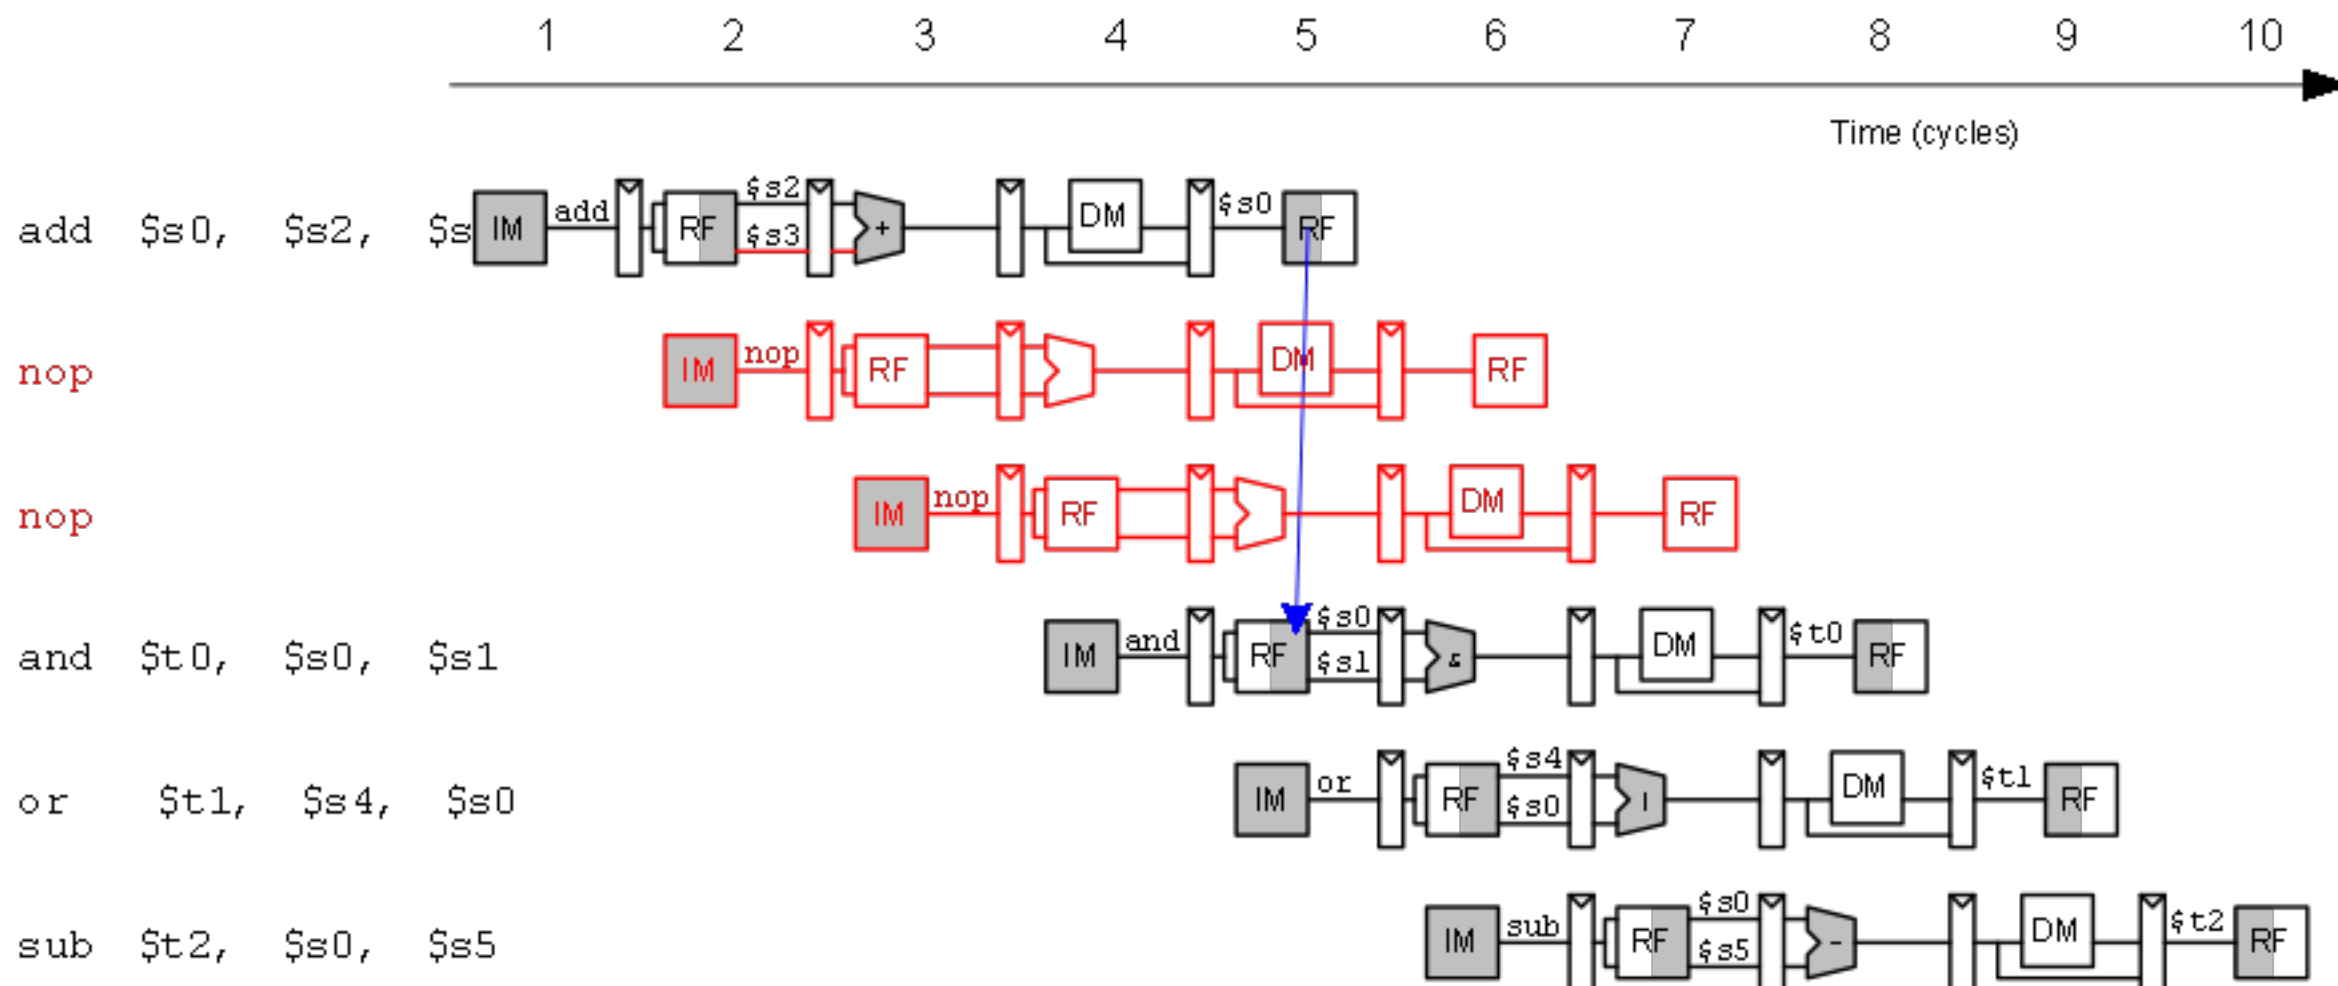 1 2 3 4 5 6 7 8 9 10
Time (cycles)
add $s0, $s2, $s IM add RF $s2 $s3 + DM $s0 RF
nop IM nop RF DM RF
nop IM nop RF DM RF
and $t0, $s0, $s1 IM and RF $s0 $s1 & DM $t0 RF
or $t1, $s4, $s0 IM or RF $s4 $s0 | DM $t1 RF
sub $t2, $s0, $s5 IM sub RF $s0 $s5 - DM $t2 RF